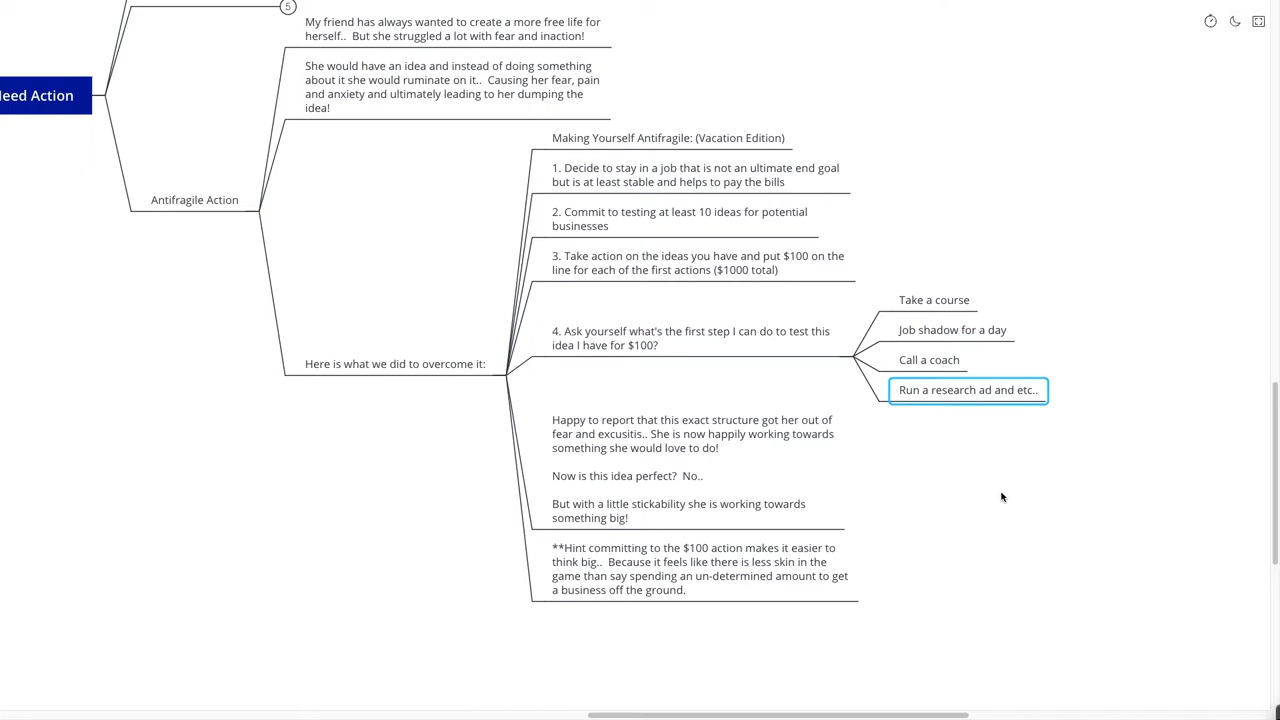 5
My friend has always wanted to create a more free life for
herself.. But she struggled a lot with fear and inaction!
She would have an idea and instead of doing something
about it she would ruminate on it.. Causing her fear, pain
and anxiety and ultimately leading to her dumping the
idea!
Need Action
Antifragile Action
Here is what we did to overcome it:
Making Yourself Antifragile: (Vacation Edition)
1. Decide to stay in a job that is not an ultimate end goal
but is at least stable and helps to pay the bills
2. Commit to testing at least 10 ideas for potential
businesses
3. Take action on the ideas you have and put $100 on the
line for each of the first actions ($1000 total)
4. Ask yourself what's the first step I can do to test this
idea I have for $100?
Take a course
Job shadow for a day
Call a coach
Run a research ad and etc..
Happy to report that this exact structure got her out of
fear and excusitis.. She is now happily working towards
something she would love to do!
Now is this idea perfect? No..
But with a little stickability she is working towards
something big!
**Hint committing to the $100 action makes it easier to
think big.. Because it feels like there is less skin in the
game than say spending an un-determined amount to get
a business off the ground.